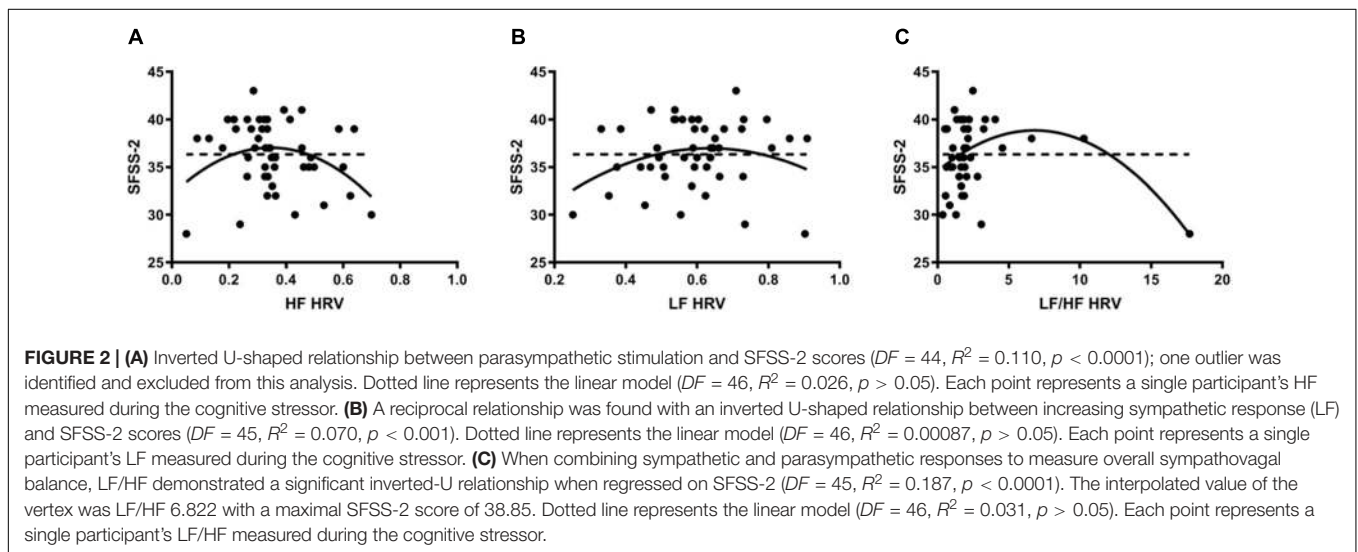 A
B
C
45
40
35
30
25
SFSS-2
0.0 0.2 0.4 0.6 0.8 1.0
HF HRV
45
40
35
30
25
SFSS-2
0.2 0.4 0.6 0.8 1.0
LF HRV
45
40
35
30
25
SFSS-2
0 5 10 15 20
LF/HF HRV
FIGURE 2 | (A) Inverted U-shaped relationship between parasympathetic stimulation and SFSS-2 scores (DF = 44, R² = 0.110, p < 0.0001); one outlier was
identified and excluded from this analysis. Dotted line represents the linear model (DF = 46, R² = 0.026, p > 0.05). Each point represents a single participant's HF
measured during the cognitive stressor. (B) A reciprocal relationship was found with an inverted U-shaped relationship between increasing sympathetic response (LF)
and SFSS-2 scores (DF = 45, R² = 0.070, p < 0.001). Dotted line represents the linear model (DF = 46, R² = 0.00087, p > 0.05). Each point represents a single
participant's LF measured during the cognitive stressor. (C) When combining sympathetic and parasympathetic responses to measure overall sympathovagal
balance, LF/HF demonstrated a significant inverted-U relationship when regressed on SFSS-2 (DF = 45, R² = 0.187, p < 0.0001). The interpolated value of the
vertex was LF/HF 6.822 with a maximal SFSS-2 score of 38.85. Dotted line represents the linear model (DF = 46, R² = 0.031, p > 0.05). Each point represents a
single participant's LF/HF measured during the cognitive stressor.